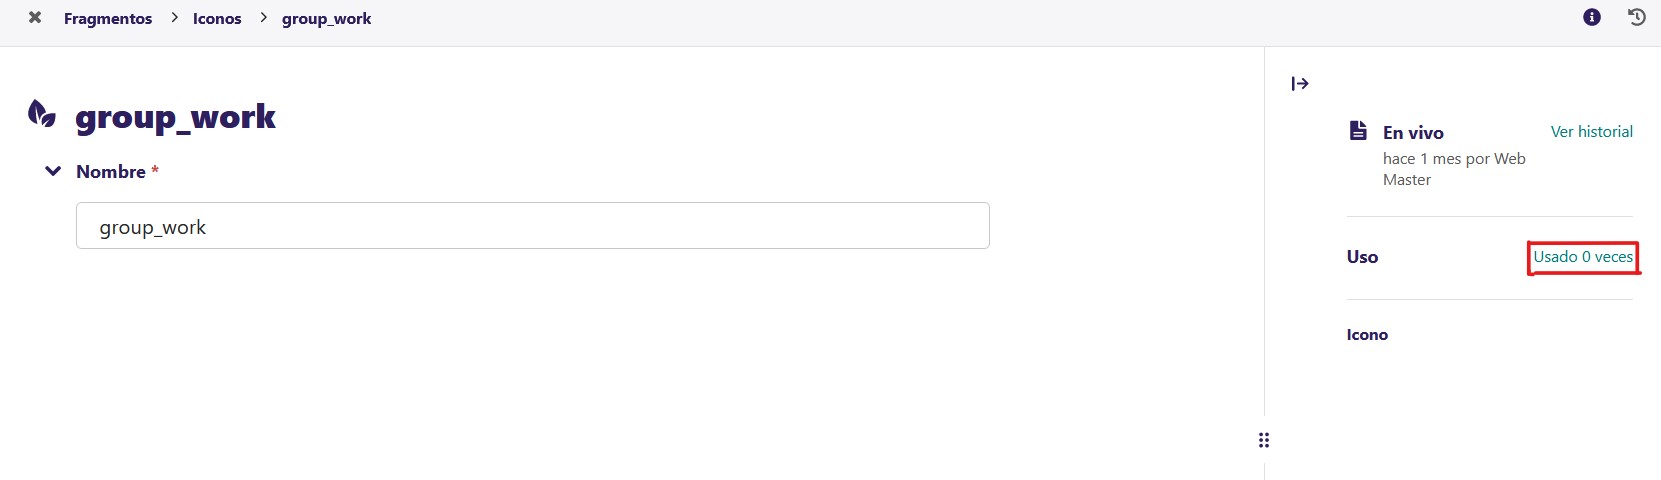 Fragmentos > Iconos > group_work
group_work
Nombre *
group_work
En vivo
Ver historial
hace 1 mes por Web
Master
Uso
Usado 0 veces
Icono